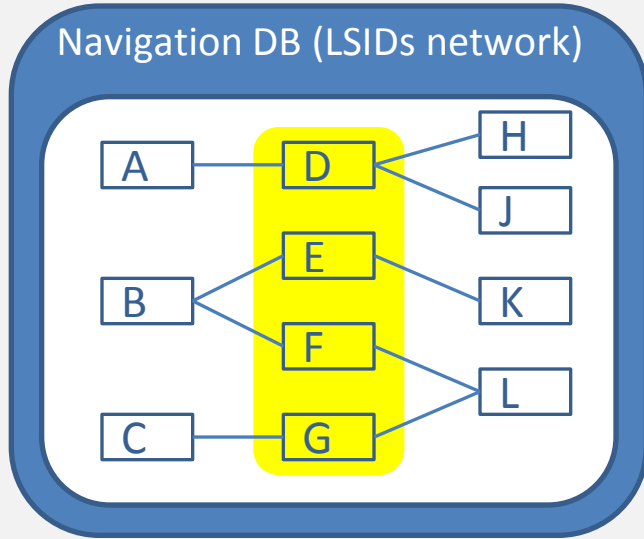 Navigation DB (LSIDs network)
A D H
J
B E K
F
L
C G